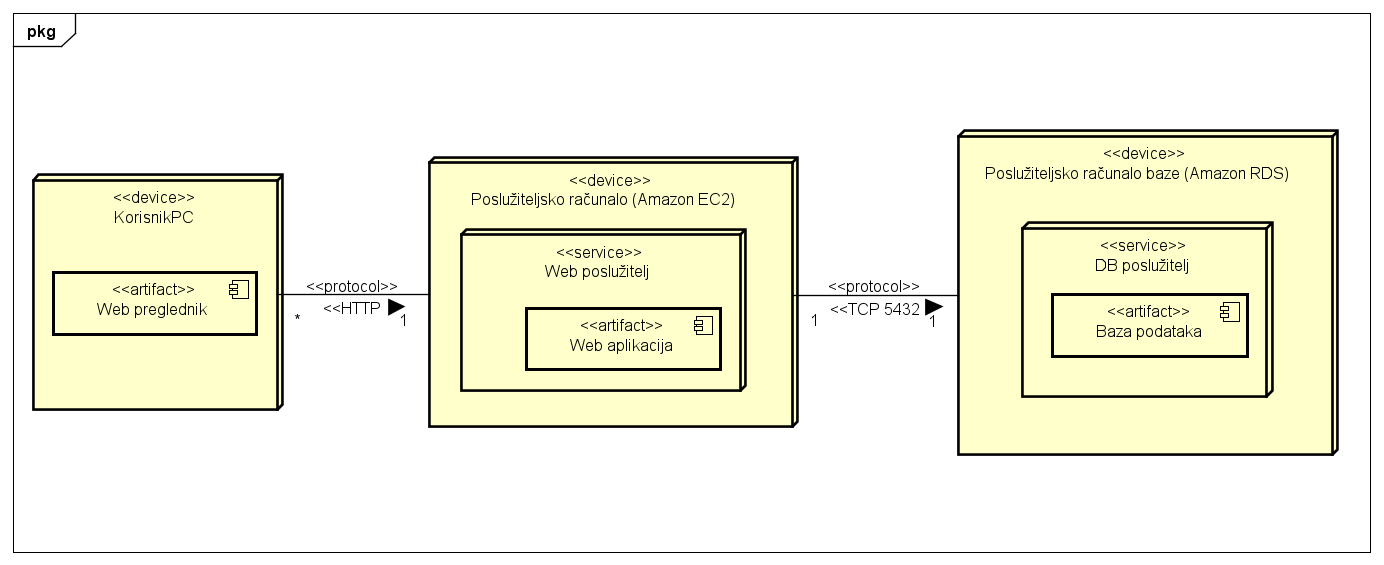 pkg
<<device>>
KorisnikPC
<<artifact>>
Web preglednik
<<protocol>>
<<HTTP
*
1
<<device>>
Poslužiteljsko računalo (Amazon EC2)
<<service>>
Web poslužitelj
<<artifact>>
Web aplikacija
<<protocol>>
<<TCP 5432
1
1
<<device>>
Poslužiteljsko računalo baze (Amazon RDS)
<<service>>
DB poslužitelj
<<artifact>>
Baza podataka